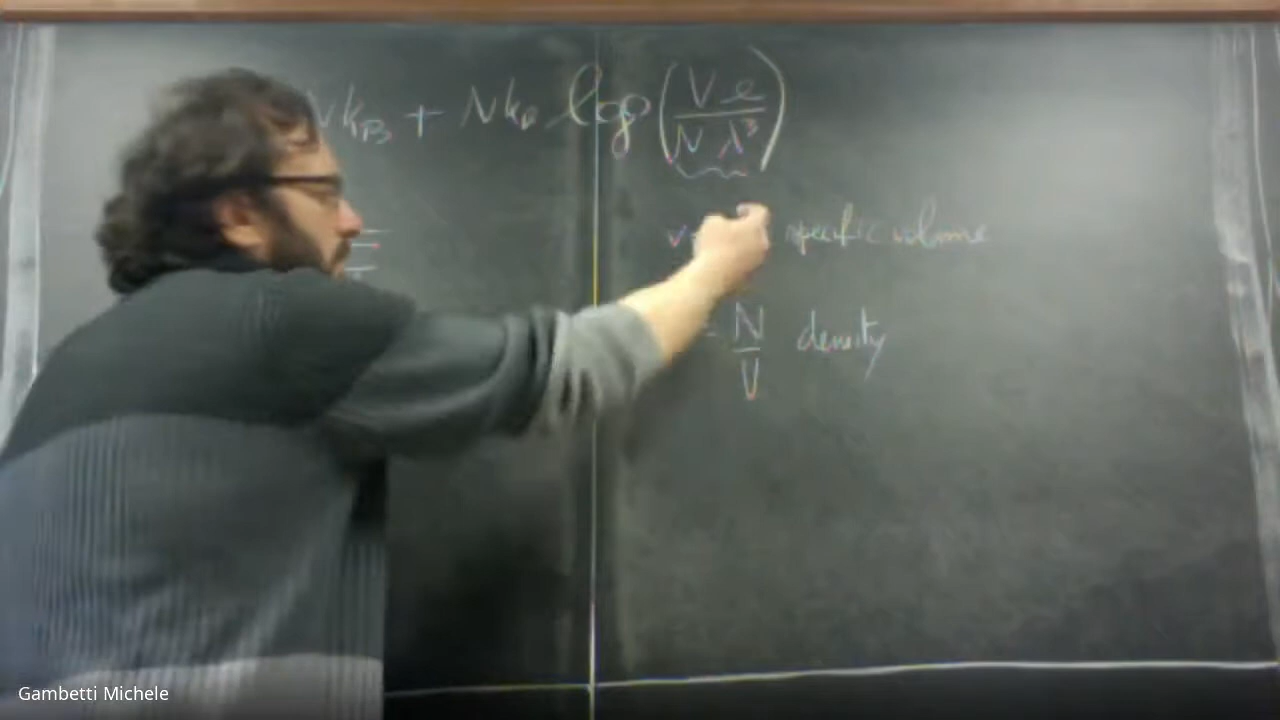 Nk_B + Nk_B log(V e / N λ³)
v specific volume
= N/V density
Gambetti Michele